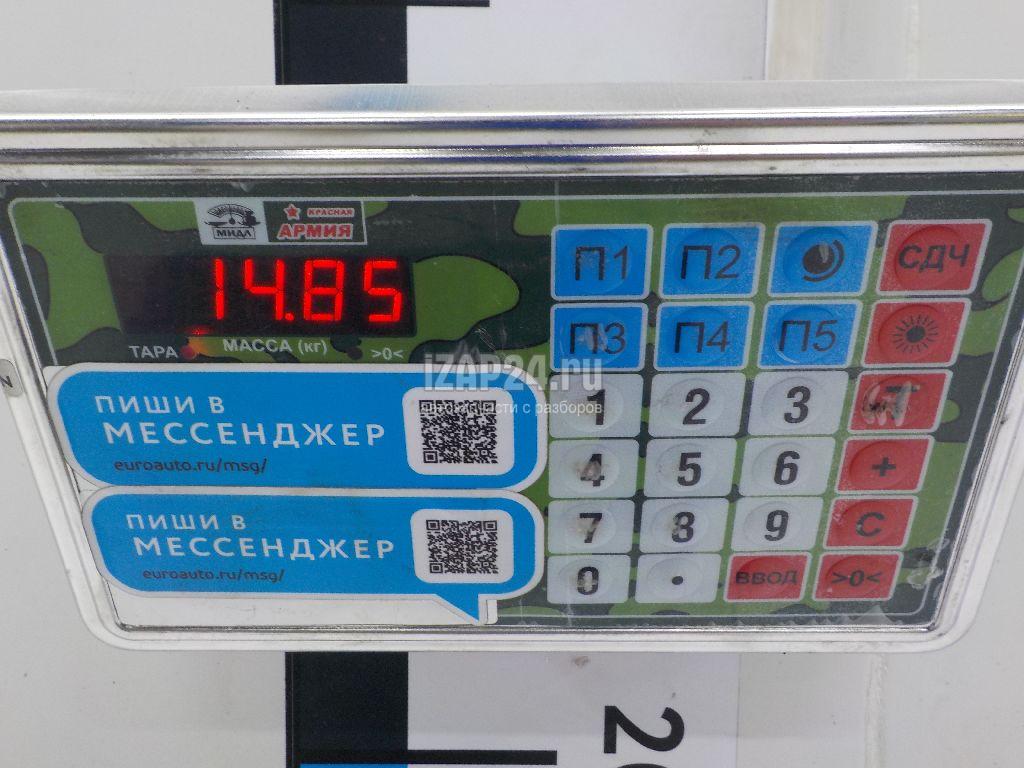 МИДЛ
КРАСНАЯ
АРМИЯ
14.85
ТАРА МАССА (кг) >0<
П1 П2 СДЧ
П3 П4 П5
iZAP24.ru
с разборов
ПИШИ В
МЕССЕНДЖЕР
euroauto.ru/msg/
ПИШИ В
МЕССЕНДЖЕР
euroauto.ru/msg/
1 2 3 T
4 5 6 +
7 8 9 C
0 . ВВОД >0<
N
20